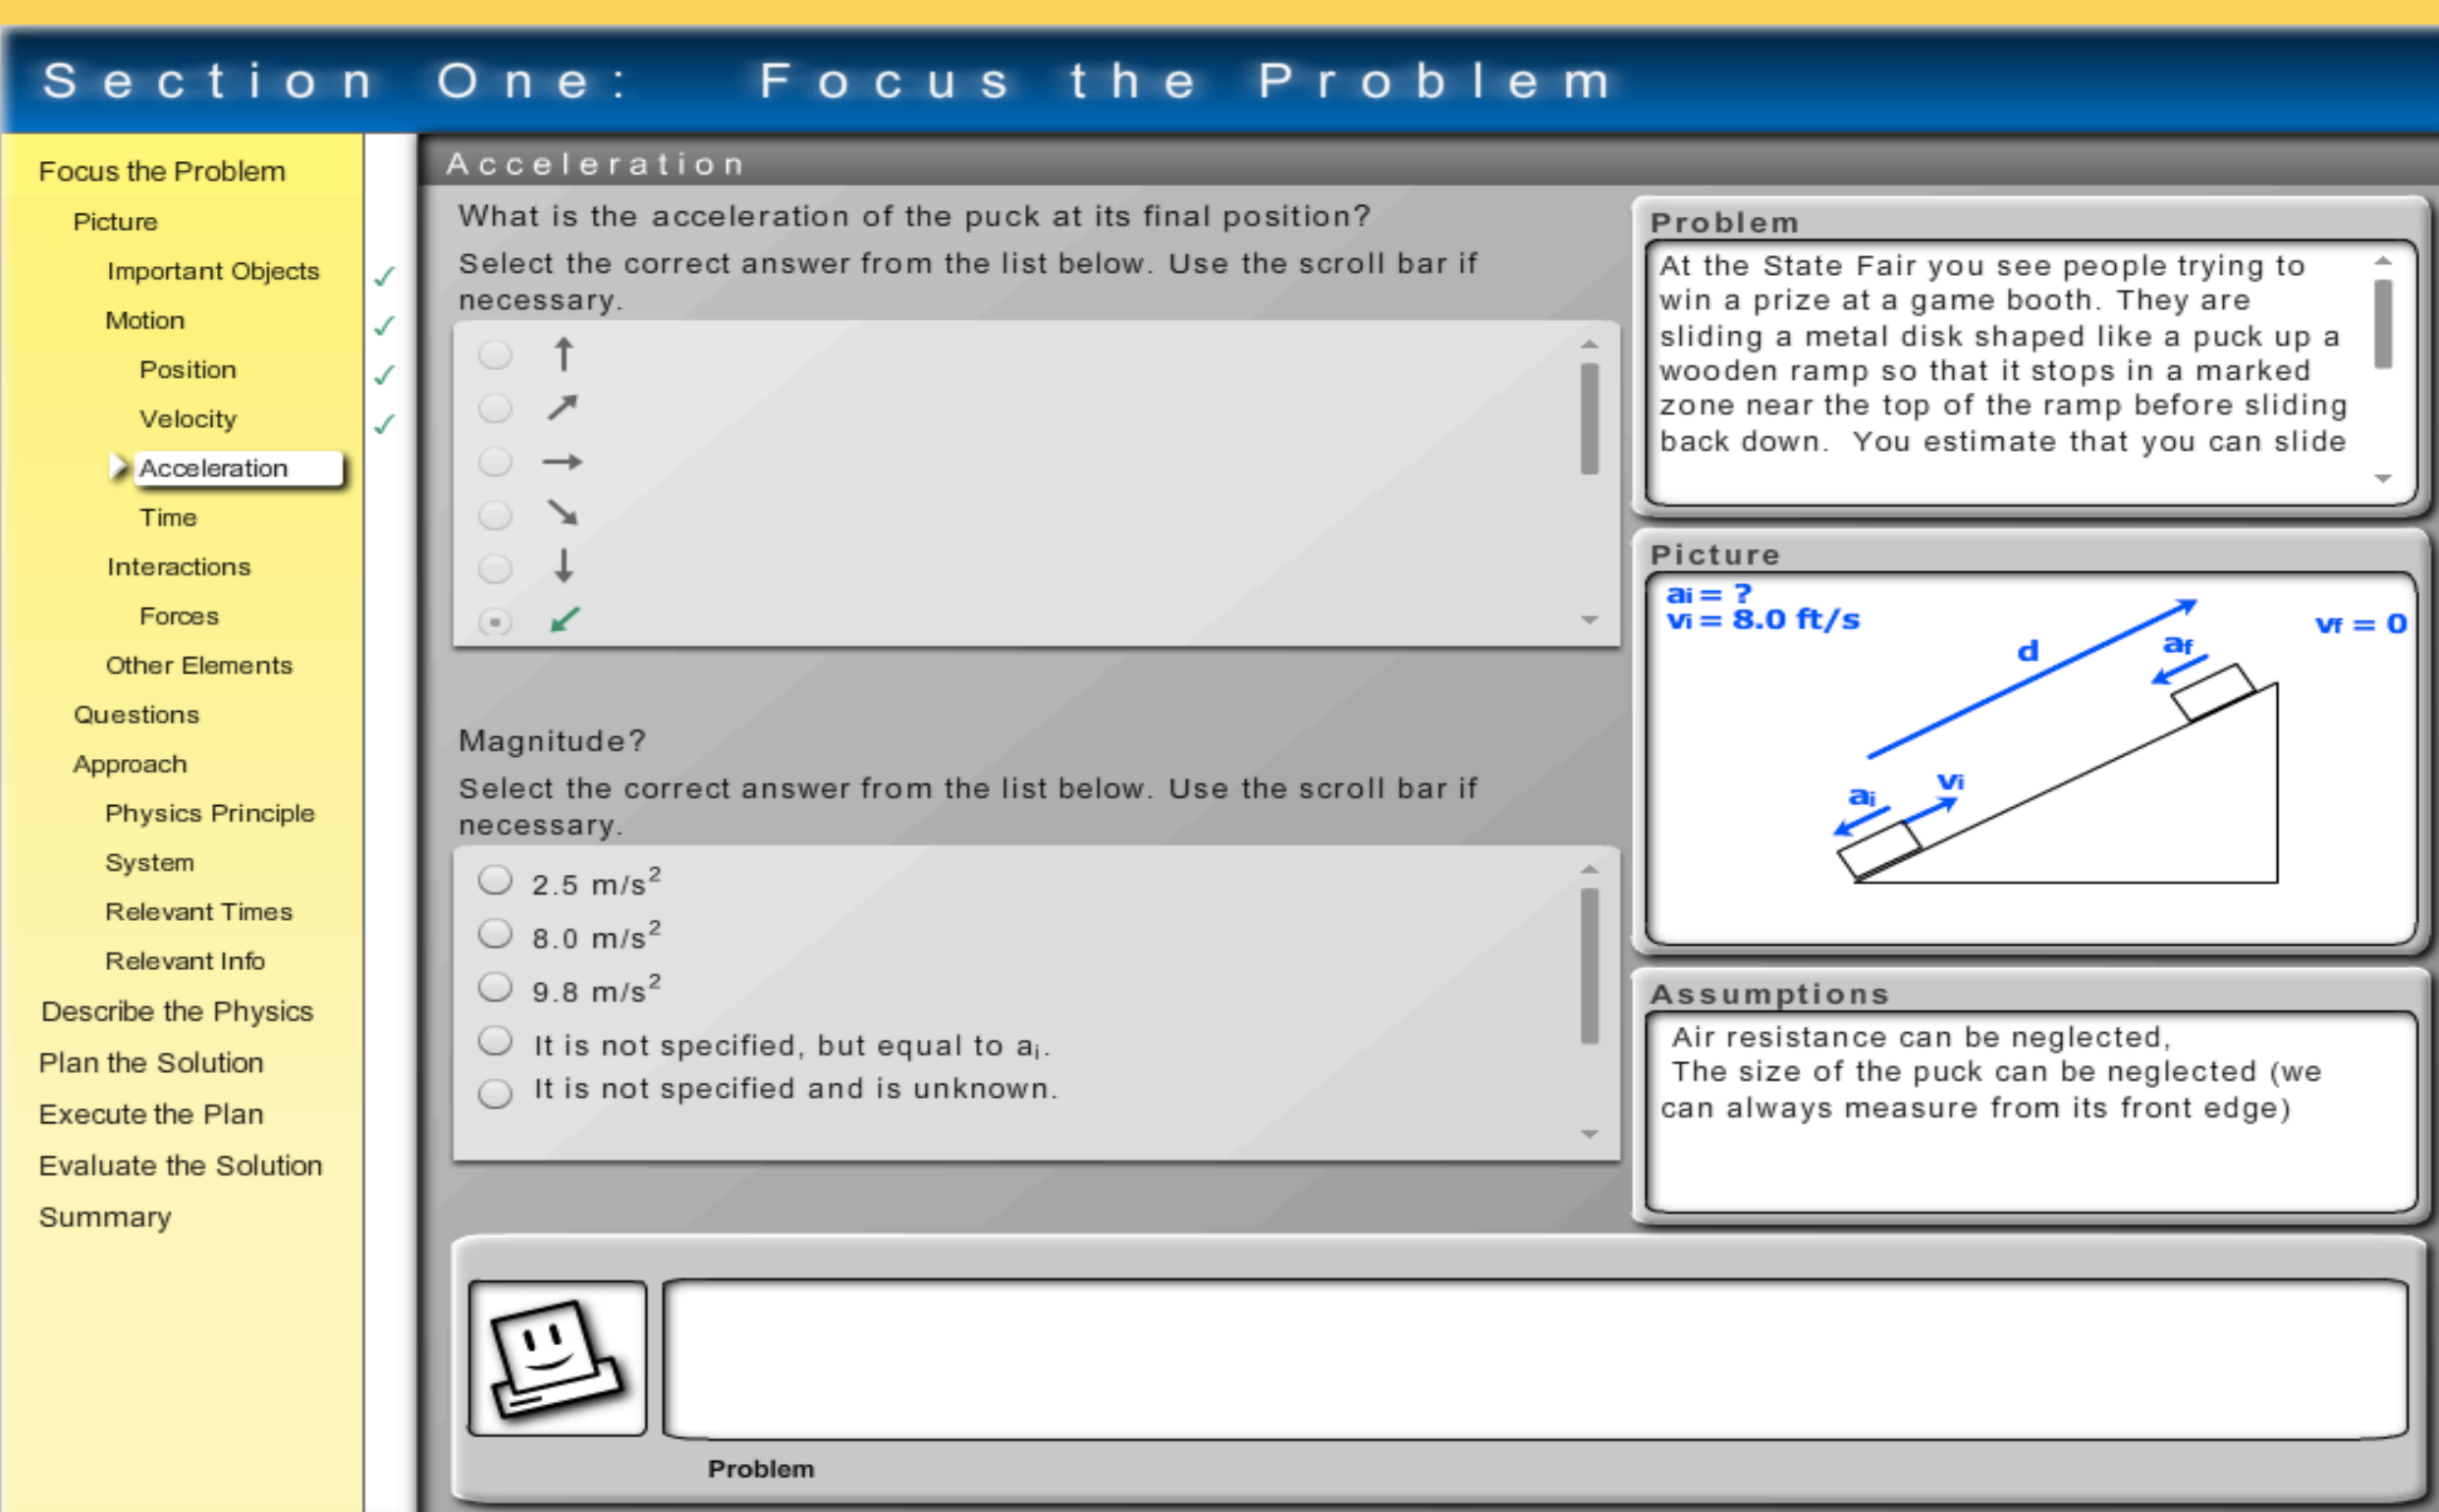 Section One: Focus the Problem
Focus the Problem
Picture
Important Objects
Motion
Position
Velocity
Acceleration
Time
Interactions
Forces
Other Elements
Questions
Approach
Physics Principle
System
Relevant Times
Relevant Info
Describe the Physics
Plan the Solution
Execute the Plan
Evaluate the Solution
Summary
Acceleration
What is the acceleration of the puck at its final position?
Select the correct answer from the list below. Use the scroll bar if
necessary.
Magnitude?
Select the correct answer from the list below. Use the scroll bar if
necessary.
2.5 m/s²
8.0 m/s²
9.8 m/s²
It is not specified, but equal to aᵢ.
It is not specified and is unknown.
Problem
At the State Fair you see people trying to
win a prize at a game booth. They are
sliding a metal disk shaped like a puck up a
wooden ramp so that it stops in a marked
zone near the top of the ramp before sliding
back down. You estimate that you can slide
Picture
ai = ?
vi = 8.0 ft/s
vf = 0
d
af
vi
ai
Assumptions
Air resistance can be neglected,
The size of the puck can be neglected (we
can always measure from its front edge)
Problem